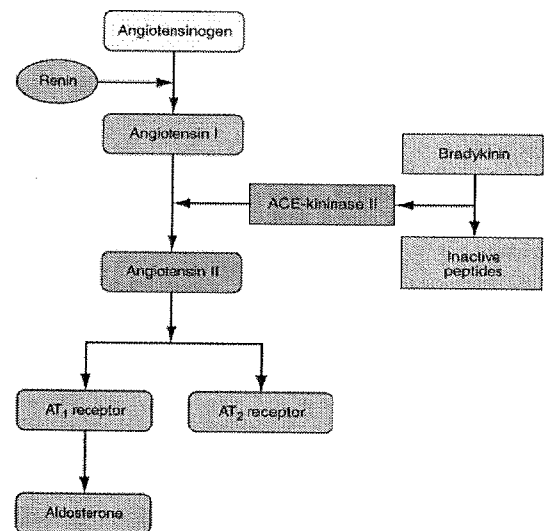 Angiotensinogen
Renin
Angiotensin I
Bradykinin
ACE-kininase II
Inactive
peptides
Angiotensin II
AT₁ receptor
AT₂ receptor
Aldosterone